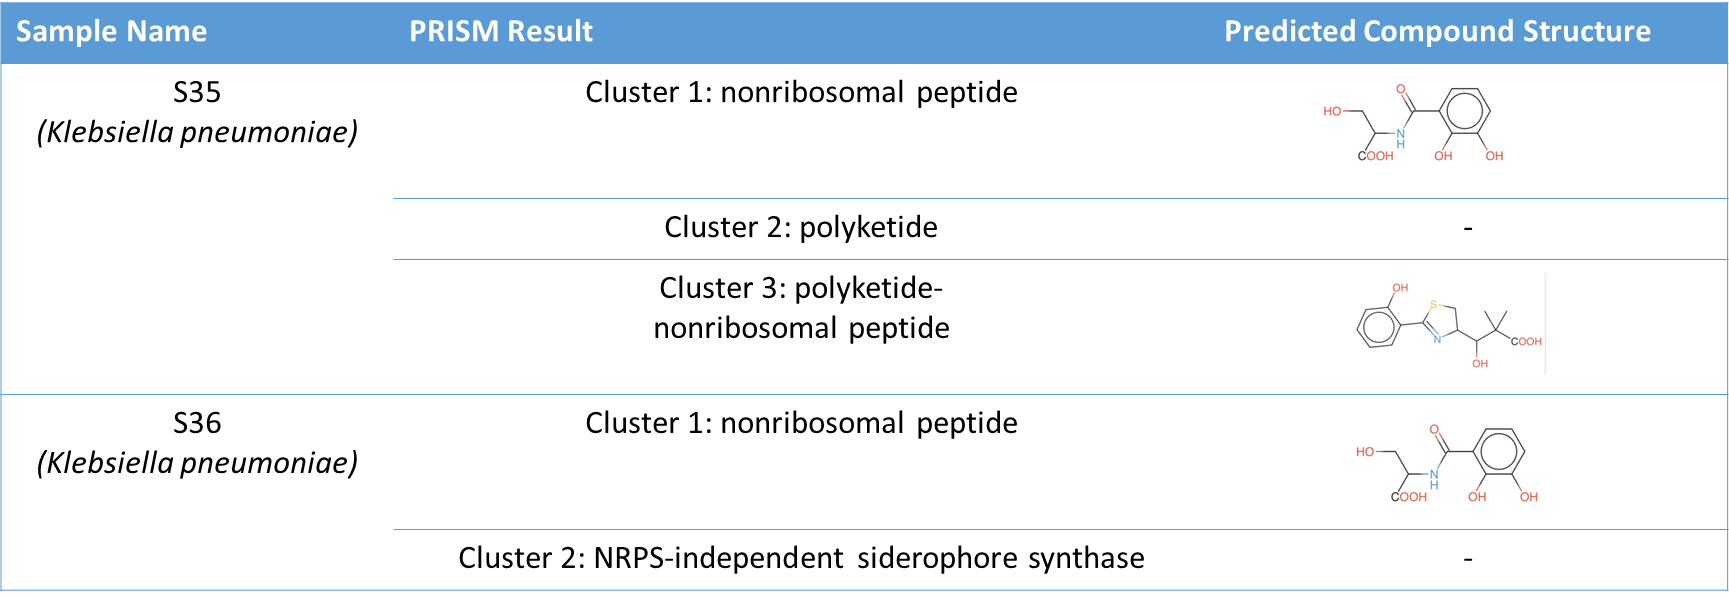 Sample Name PRISM Result Predicted Compound Structure
S35 Cluster 1: nonribosomal peptide
(Klebsiella pneumoniae)
O
HO
N
H
COOH OH OH
Cluster 2: polyketide -
Cluster 3: polyketide-
nonribosomal peptide
OH
S
N
COOH
OH
S36 Cluster 1: nonribosomal peptide
(Klebsiella pneumoniae)
O
HO
N
H
COOH OH OH
Cluster 2: NRPS-independent siderophore synthase -